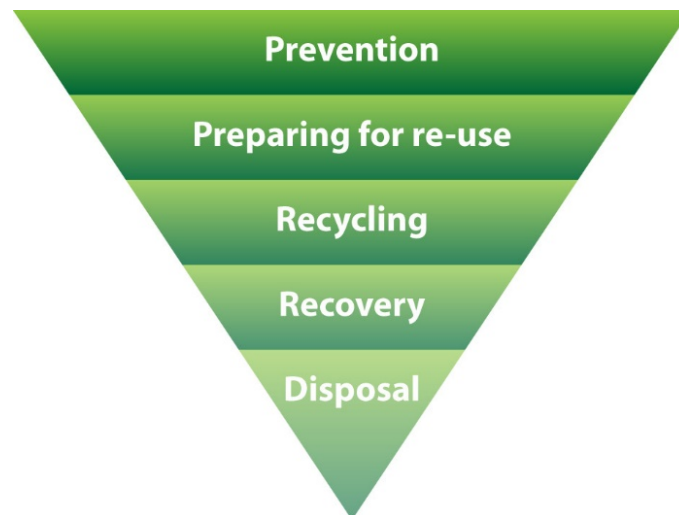 Prevention
Preparing for re-use
Recycling
Recovery
Disposal